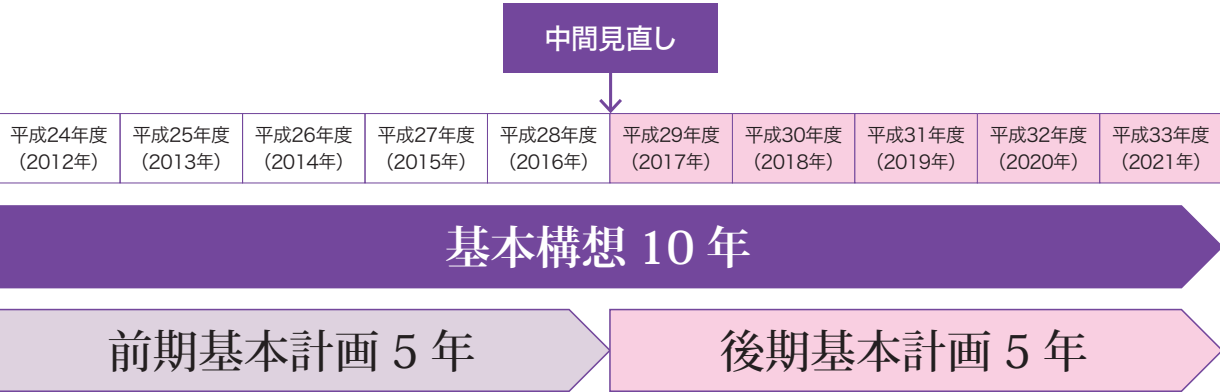 中間見直し
平成24年度
（2012年）
平成25年度
（2013年）
平成26年度
（2014年）
平成27年度
（2015年）
平成28年度
（2016年）
平成29年度
（2017年）
平成30年度
（2018年）
平成31年度
（2019年）
平成32年度
（2020年）
平成33年度
（2021年）
基本構想 10 年
前期基本計画 5 年
後期基本計画 5 年